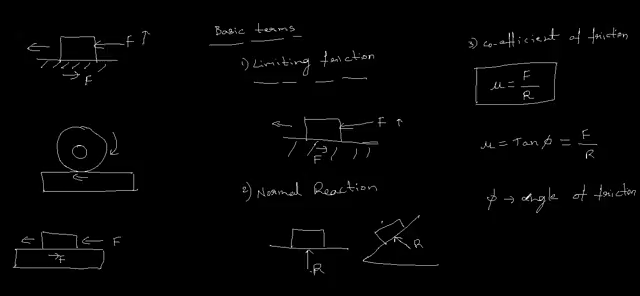 F ↑
F
F
F
Basic terms
1) Limiting friction
F ↑
F
2) Normal Reaction
R
R
3) co-efficient of friction
μ = F/R
μ = Tan ϕ = F/R
ϕ → angle of friction